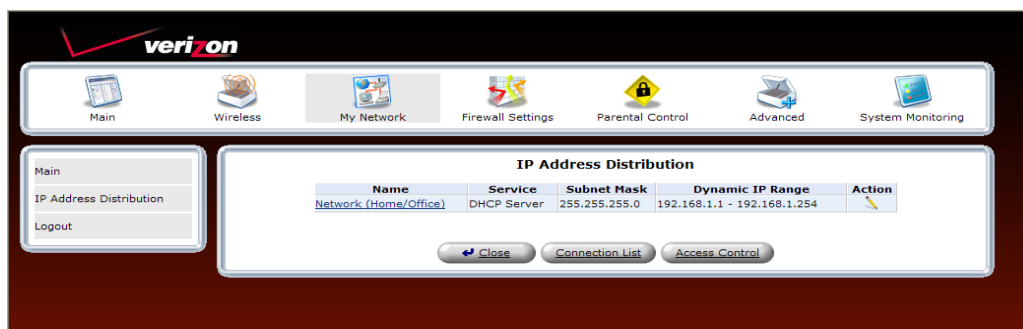 verizon
Main Wireless My Network Firewall Settings Parental Control Advanced System Monitoring
Main
IP Address Distribution
Logout
IP Address Distribution
Name Service Subnet Mask Dynamic IP Range Action
Network (Home/Office) DHCP Server 255.255.255.0 192.168.1.1 - 192.168.1.254
Close Connection List Access Control